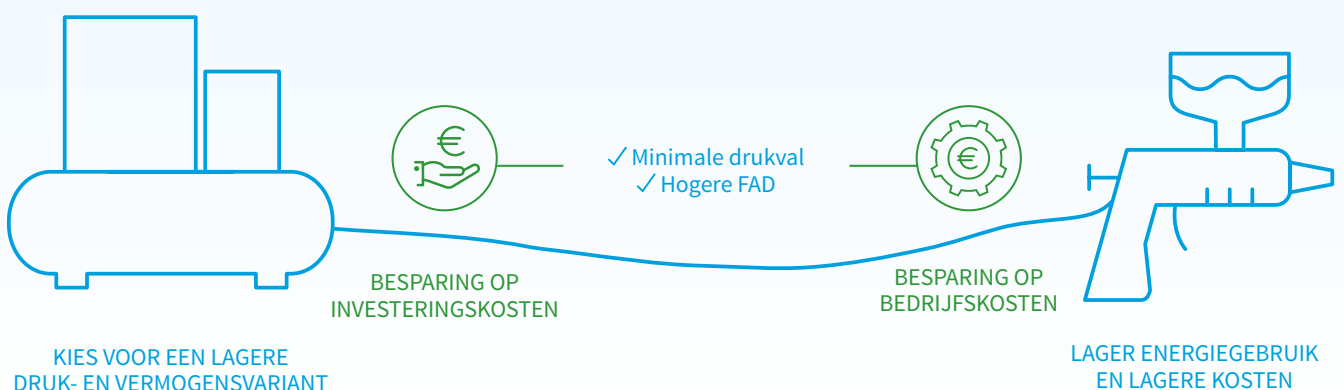 €
€
✓ Minimale drukval
✓ Hogere FAD
BESPARING OP
INVESTERINGSKOSTEN
BESPARING OP
BEDRIJFSKOSTEN
KIES VOOR EEN LAGERE
DRUK- EN VERMOGENSVARIANT
LAGER ENERGIEGEBRUIK
EN LAGERE KOSTEN